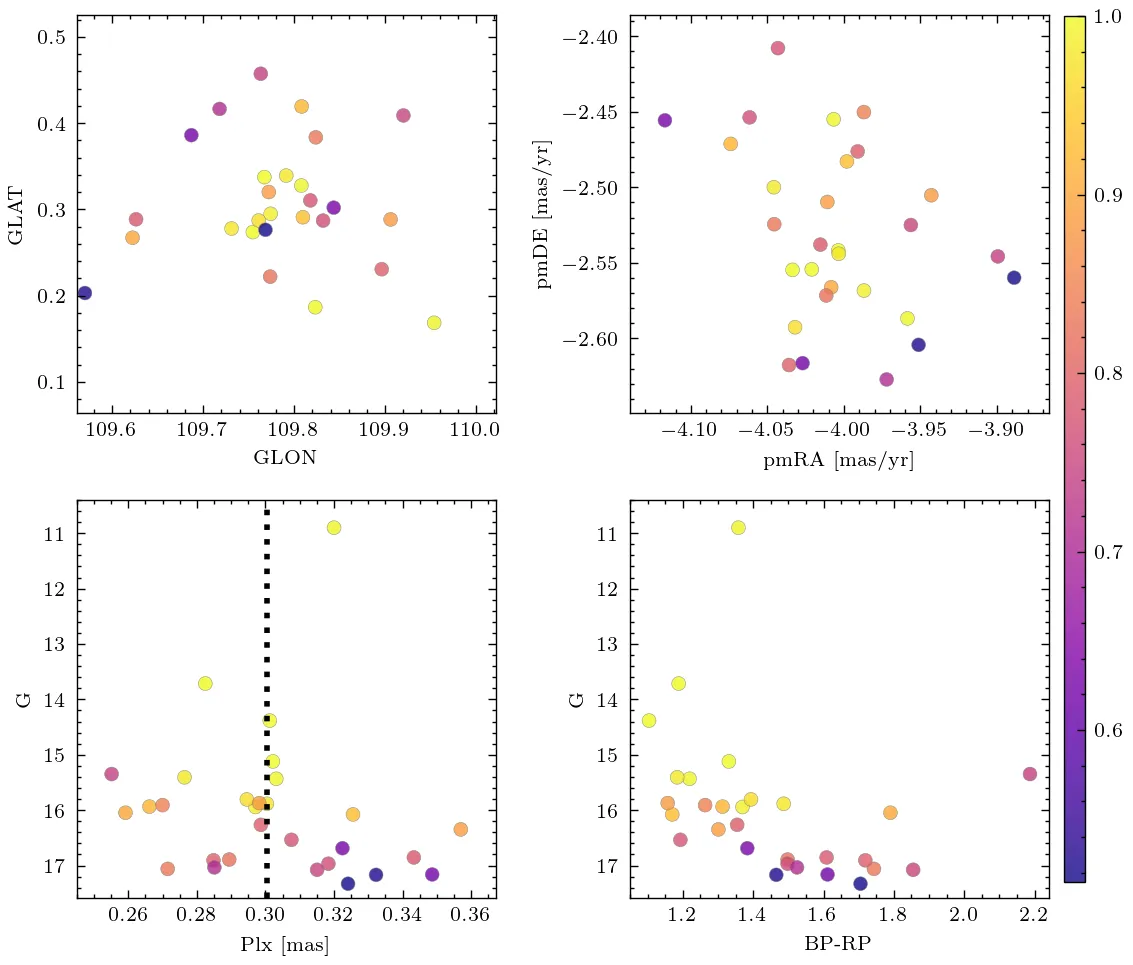 0.5
0.4
0.3
0.2
0.1
GLAT
109.6 109.7 109.8 109.9 110.0
GLON
−2.40
−2.45
−2.50
−2.55
−2.60
pmDE [mas/yr]
−4.10 −4.05 −4.00 −3.95 −3.90
pmRA [mas/yr]
1.0
0.9
0.8
0.7
0.6
11
12
13
14
15
16
17
G
0.26 0.28 0.30 0.32 0.34 0.36
Plx [mas]
11
12
13
14
15
16
17
G
1.2 1.4 1.6 1.8 2.0 2.2
BP-RP